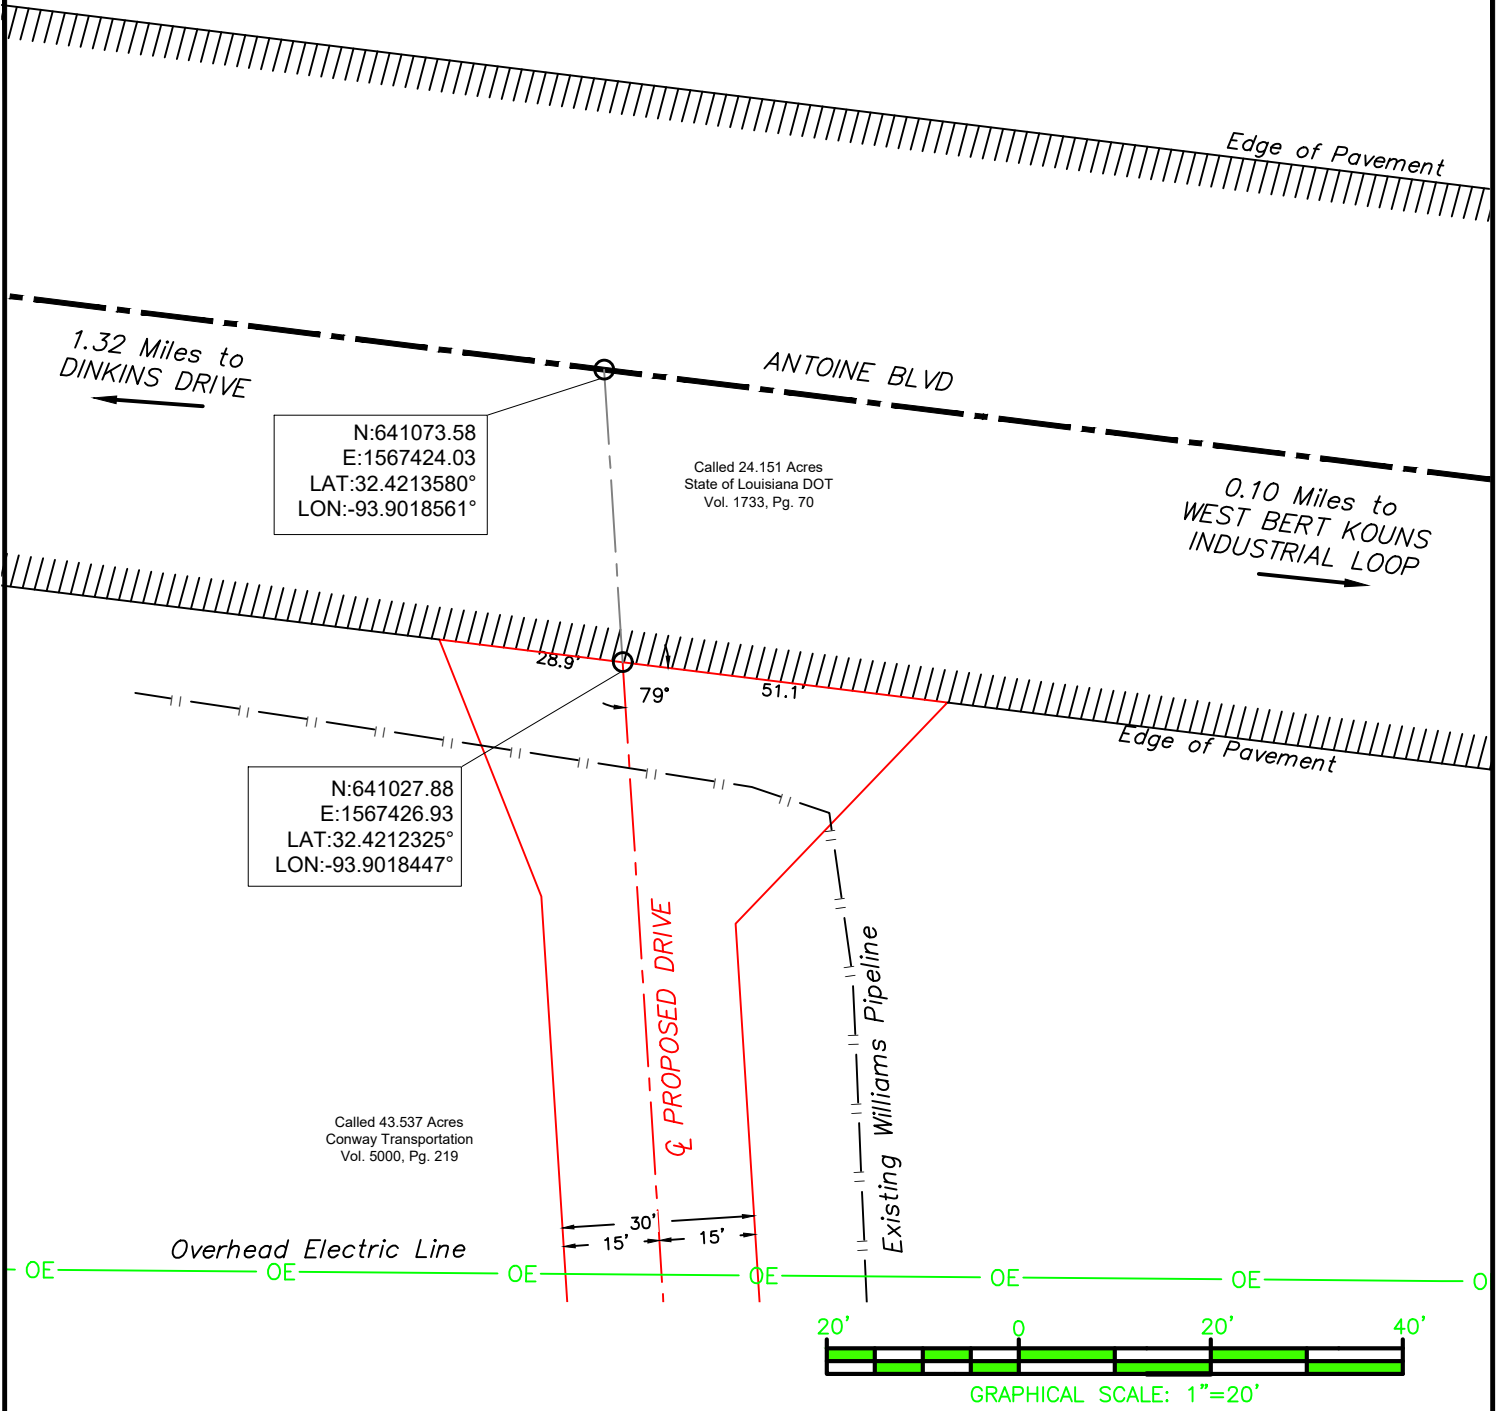 Edge of Pavement
1.32 Miles to
DINKINS DRIVE
ANTOINE BLVD
N:641073.58
E:1567424.03
LAT:32.4213580°
LON:-93.9018561°
Called 24.151 Acres
State of Louisiana DOT
Vol. 1733, Pg. 70
0.10 Miles to
WEST BERT KOUNS
INDUSTRIAL LOOP
28.9'
79°
51.1'
Edge of Pavement
N:641027.88
E:1567426.93
LAT:32.4212325°
LON:-93.9018447°
℄ PROPOSED DRIVE
Existing Williams Pipeline
Called 43.537 Acres
Conway Transportation
Vol. 5000, Pg. 219
30'
15' 15'
Overhead Electric Line
OE OE OE OE OE OE O
20' 0 20' 40'
GRAPHICAL SCALE: 1"=20'